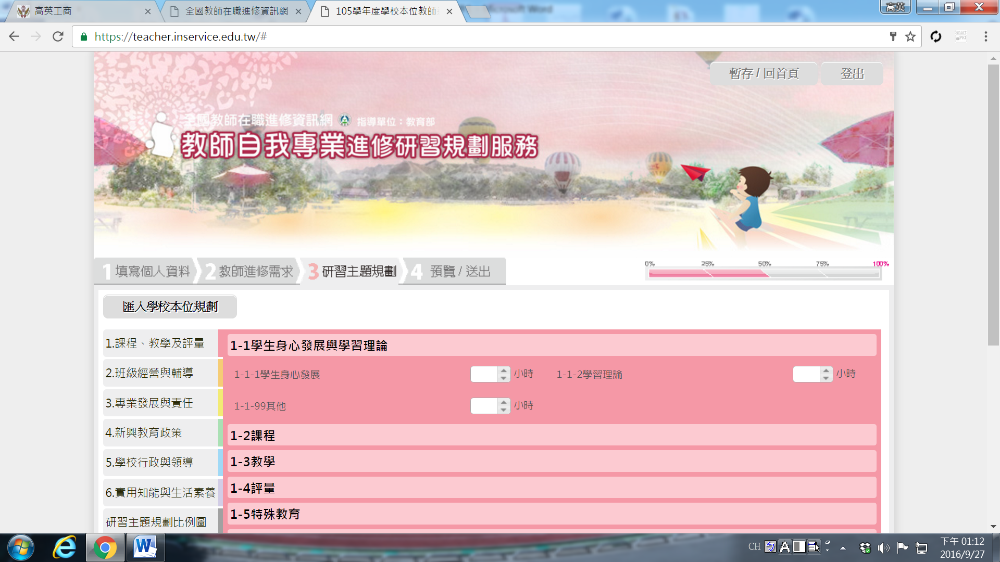 高英工商
全國教師在職進修資訊網
105學年度學校本位教師
Microsoft Word
高英
https://teacher.inservice.edu.tw/#
Smart
PKI
暫存 / 回首頁
登出
全國教師在職進修資訊網 指導單位：教育部
教師自我專業進修研習規劃服務
1 填寫個人資料
2 教師進修需求
3 研習主題規劃
4 預覽 / 送出
0% 25% 50% 75% 100%
匯入學校本位規劃
1.課程、教學及評量
2.班級經營與輔導
3.專業發展與責任
4.新興教育政策
5.學校行政與領導
6.實用知能與生活素養
研習主題規劃比例圖
1-1學生身心發展與學習理論
1-1-1學生身心發展 小時 1-1-2學習理論 小時
1-1-99其他 小時
1-2課程
1-3教學
1-4評量
1-5特殊教育
CH ㄅ A
下午 01:12
2016/9/27